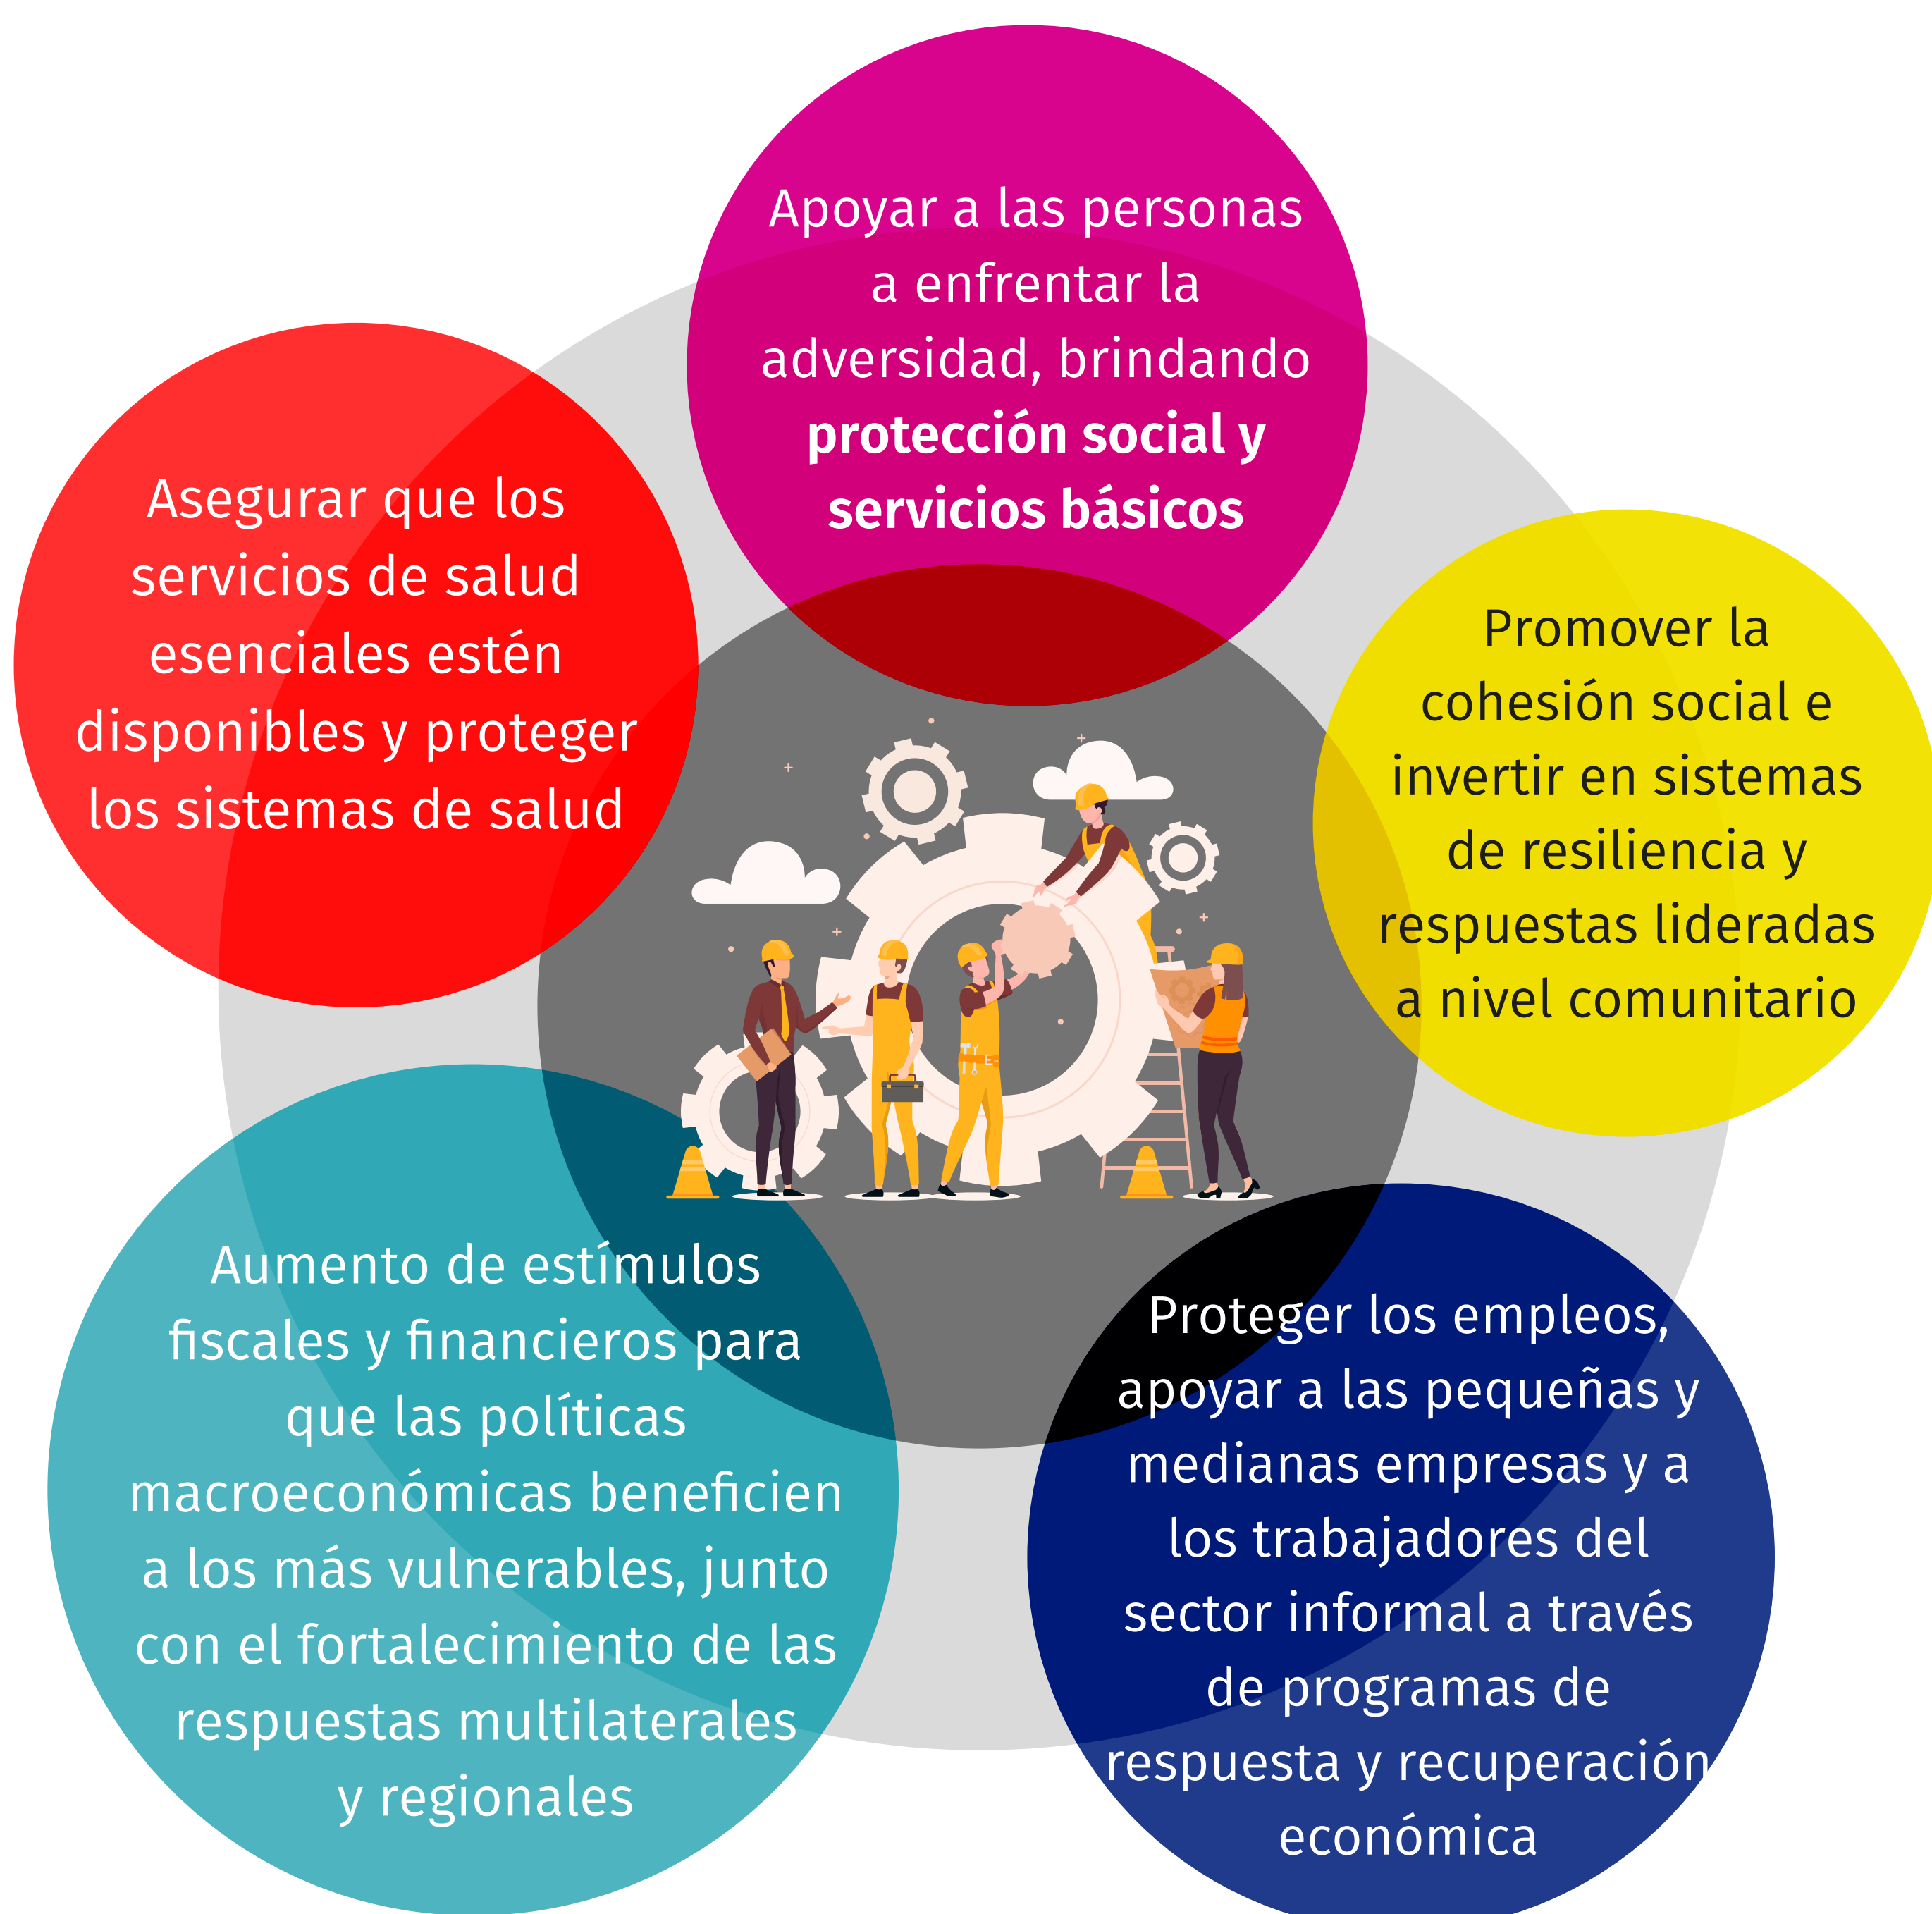 Apoyar a las personas
a enfrentar la
adversidad, brindando
protección social y
servicios básicos
Asegurar que los
servicios de salud
esenciales estén
disponibles y proteger
los sistemas de salud
Promover la
cohesión social e
invertir en sistemas
de resiliencia y
respuestas lideradas
a nivel comunitario
Aumento de estímulos
fiscales y financieros para
que las políticas
macroeconómicas beneficien
a los más vulnerables, junto
con el fortalecimiento de las
respuestas multilaterales
y regionales
Proteger los empleos,
apoyar a las pequeñas y
medianas empresas y a
los trabajadores del
sector informal a través
de programas de
respuesta y recuperación
económica